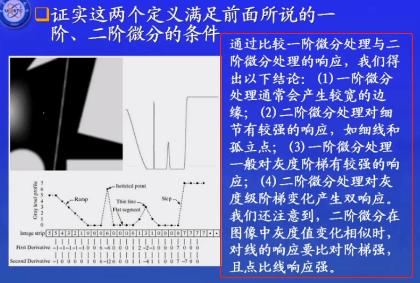 证实这两个定义满足前面所说的一
阶、二阶微分的条件
通过比较一阶微分处理与二
阶微分处理的响应，我们得
出以下结论：(1)一阶微分
处理通常会产生较宽的边
缘；(2)二阶微分处理对细
节有较强的响应，如细线和
孤立点；(3)一阶微分处理
一般对灰度阶梯有较强的响
应；(4)二阶微分处理对灰
度级阶梯变化产生双响应。
我们还注意到，二阶微分在
图像中灰度值变化相似时，
对线的响应要比对阶梯强，
且点比线响应强。
Gray level profile
Isolated point
Ramp
Thin line
Flat segment
Step
Image strip
First Derivative
Second Derivative